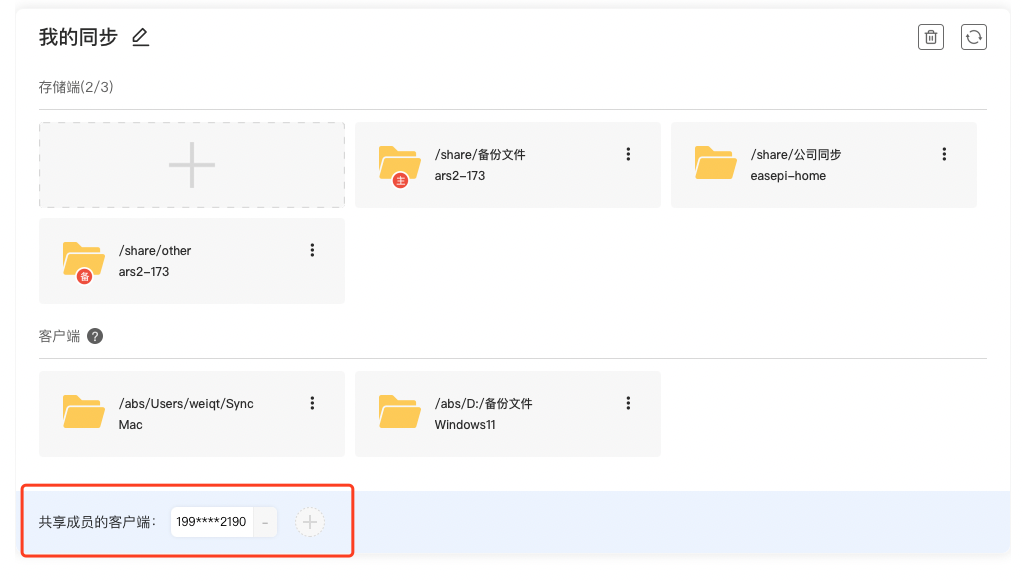 我的同步
存储端(2/3)
/share/备份文件
ars2-173
主
/share/公司同步
easepi-home
/share/other
ars2-173
备
客户端 ?
/abs/Users/weiqt/Sync
Mac
/abs/D:/备份文件
Windows11
共享成员的客户端: 199****2190 -